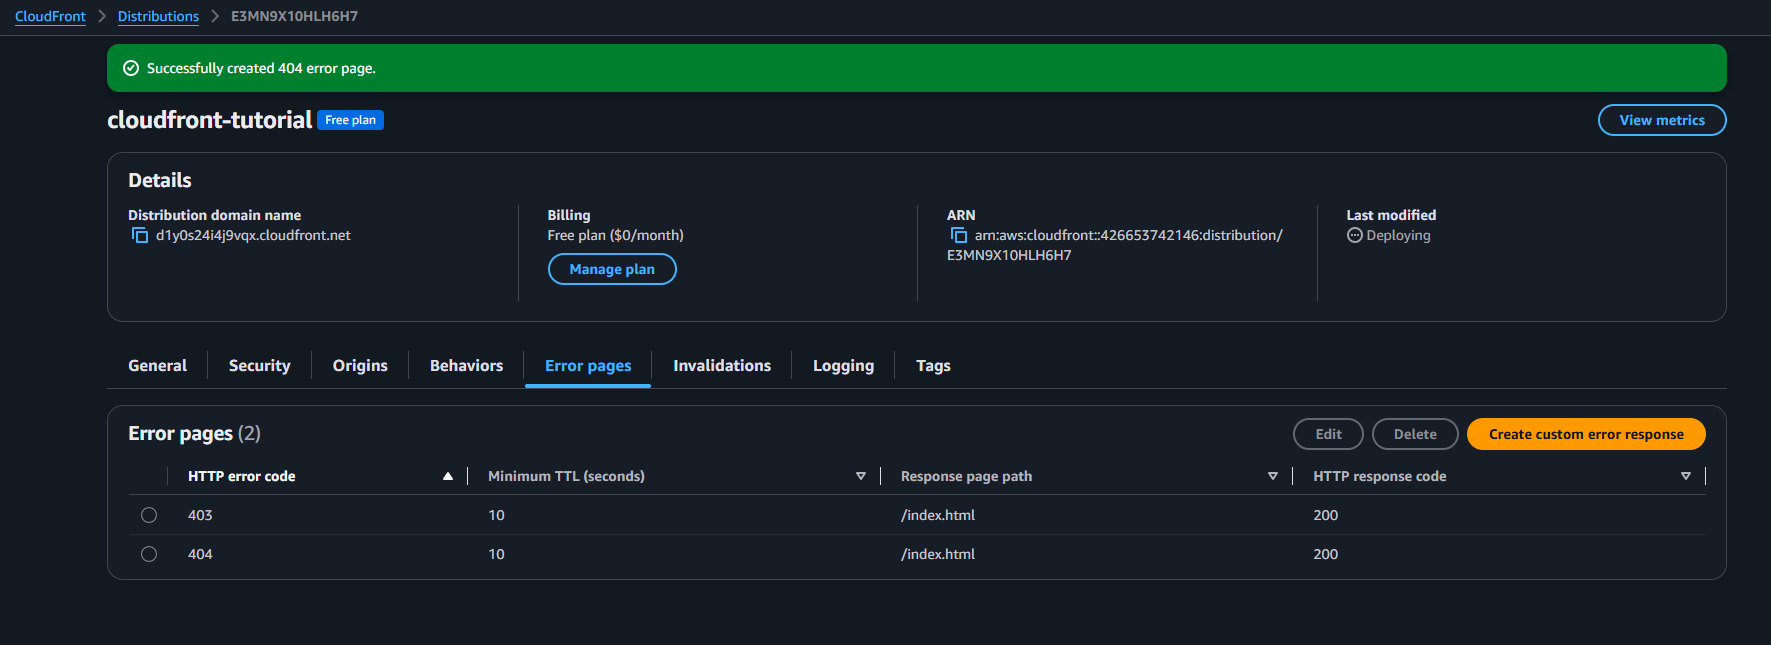 CloudFront > Distributions > E3MN9X10HLH6H7
Successfully created 404 error page.
cloudfront-tutorial Free plan
View metrics
Details
Distribution domain name
d1y0s24i4j9vqx.cloudfront.net
Billing
Free plan ($0/month)
Manage plan
ARN
arn:aws:cloudfront::426653742146:distribution/
E3MN9X10HLH6H7
Last modified
Deploying
General Security Origins Behaviors Error pages Invalidations Logging Tags
Error pages (2)
Edit Delete Create custom error response
HTTP error code Minimum TTL (seconds) Response page path HTTP response code
403 10 /index.html 200
404 10 /index.html 200